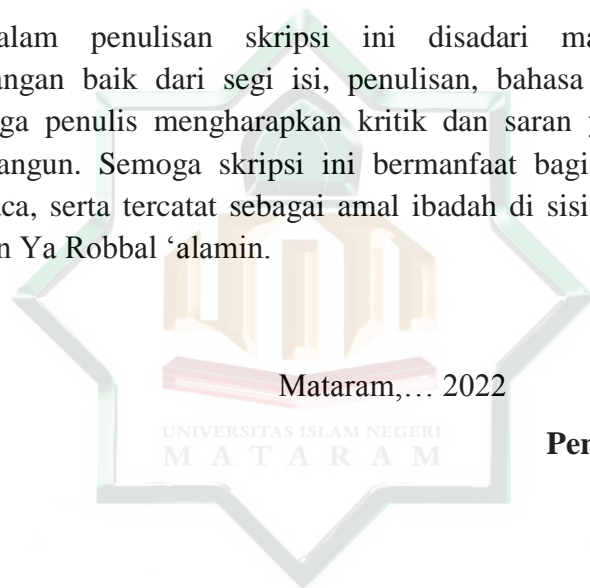 alam penulisan skripsi ini disadari ma
angan baik dari segi isi, penulisan, bahasa
ga penulis mengharapkan kritik dan saran y
angun. Semoga skripsi ini bermanfaat bagi
aca, serta tercatat sebagai amal ibadah di sisi
n Ya Robbal ‘alamin.
Mataram,… 2022
UNIVERSITAS ISLAM NEGERI
MATARAM
Per